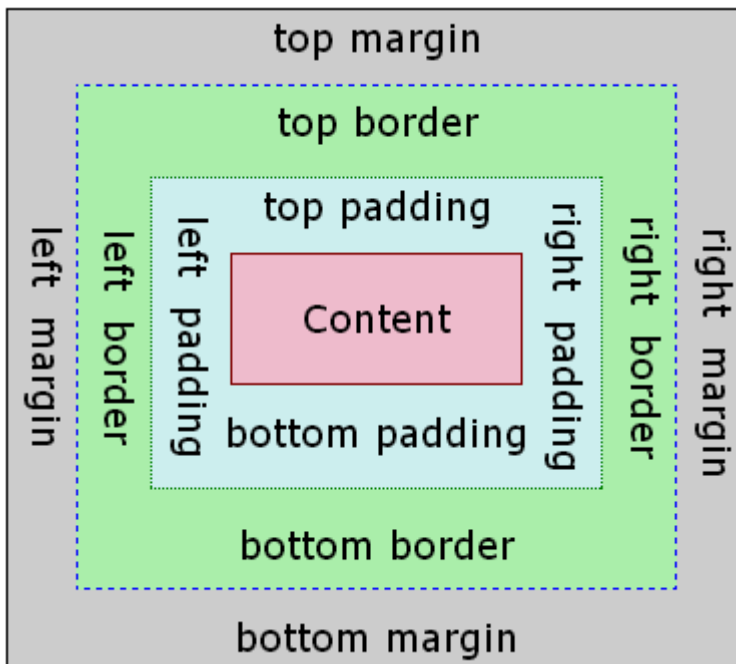 top margin
top border
top padding
left margin
left border
left padding
Content
right padding
right border
right margin
bottom padding
bottom border
bottom margin